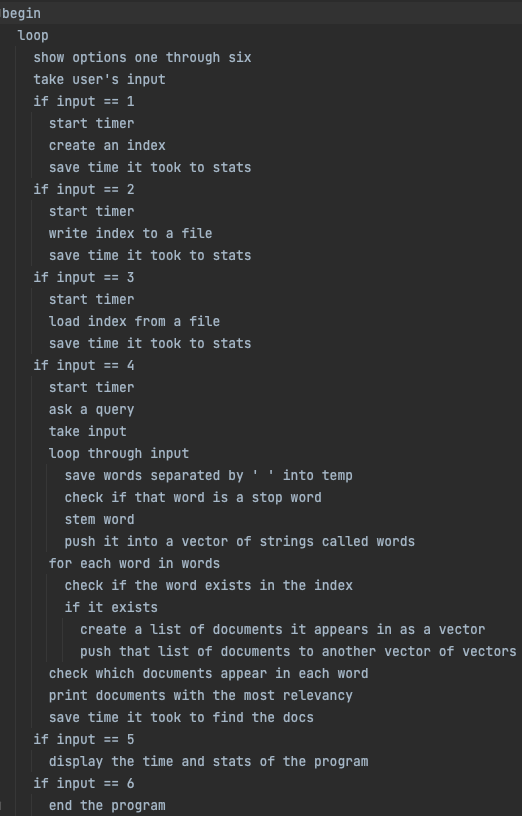 begin
loop
show options one through six
take user's input
if input == 1
start timer
create an index
save time it took to stats
if input == 2
start timer
write index to a file
save time it took to stats
if input == 3
start timer
load index from a file
save time it took to stats
if input == 4
start timer
ask a query
take input
loop through input
save words separated by ' ' into temp
check if that word is a stop word
stem word
push it into a vector of strings called words
for each word in words
check if the word exists in the index
if it exists
create a list of documents it appears in as a vector
push that list of documents to another vector of vectors
check which documents appear in each word
print documents with the most relevancy
save time it took to find the docs
if input == 5
display the time and stats of the program
if input == 6
end the program